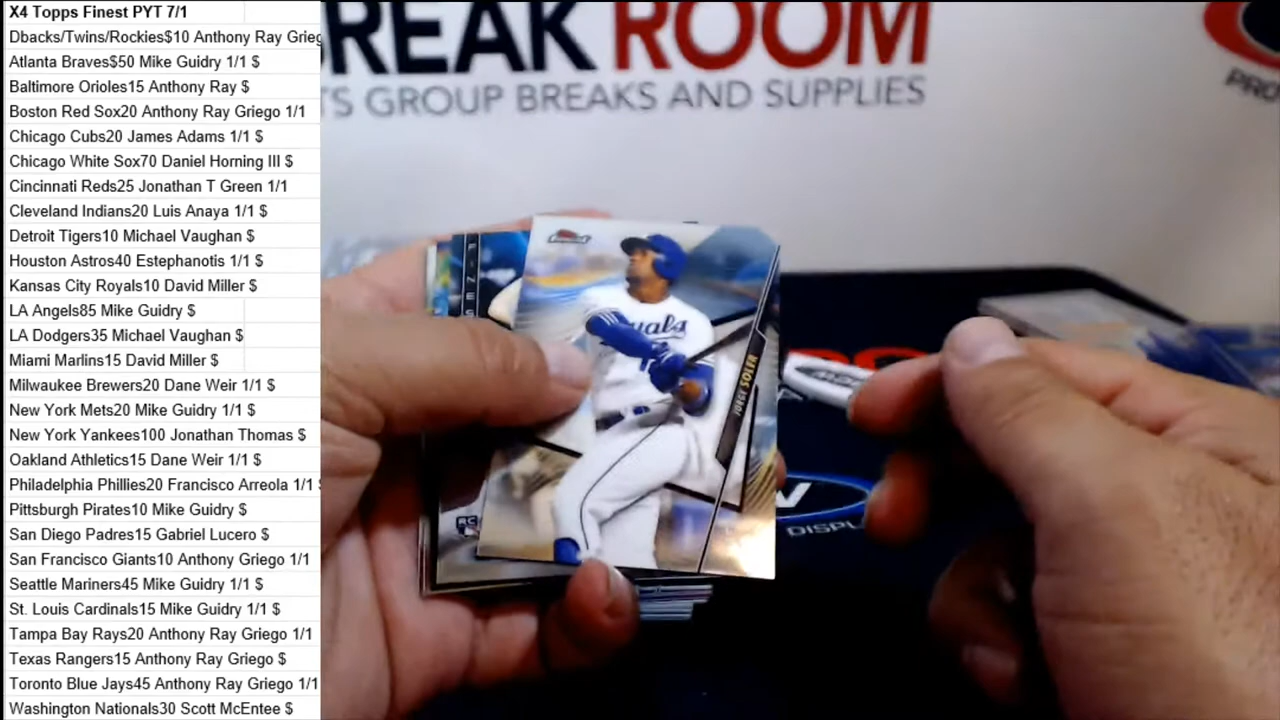 X4 Topps Finest PYT 7/1
Dbacks/Twins/Rockies$10 Anthony Ray Grieg
Atlanta Braves$50 Mike Guidry 1/1 $
Baltimore Orioles15 Anthony Ray $
Boston Red Sox20 Anthony Ray Griego 1/1
Chicago Cubs20 James Adams 1/1 $
Chicago White Sox70 Daniel Horning III $
Cincinnati Reds25 Jonathan T Green 1/1
Cleveland Indians20 Luis Anaya 1/1 $
Detroit Tigers10 Michael Vaughan $
Houston Astros40 Estephanotis 1/1 $
Kansas City Royals10 David Miller $
LA Angels85 Mike Guidry $
LA Dodgers35 Michael Vaughan $
Miami Marlins15 David Miller $
Milwaukee Brewers20 Dane Weir 1/1 $
New York Mets20 Mike Guidry 1/1 $
New York Yankees100 Jonathan Thomas $
Oakland Athletics15 Dane Weir 1/1 $
Philadelphia Phillies20 Francisco Arreola 1/1 $
Pittsburgh Pirates10 Mike Guidry $
San Diego Padres15 Gabriel Lucero $
San Francisco Giants10 Anthony Griego 1/1
Seattle Mariners45 Mike Guidry 1/1 $
St. Louis Cardinals15 Mike Guidry 1/1 $
Tampa Bay Rays20 Anthony Ray Griego 1/1
Texas Rangers15 Anthony Ray Griego $
Toronto Blue Jays45 Anthony Ray Griego 1/1
Washington Nationals30 Scott McEntee $
REAK ROOM
TS GROUP BREAKS AND SUPPLIES
PRO
FINES
Finest
yals
JORGE SOLER
RC
DISPL